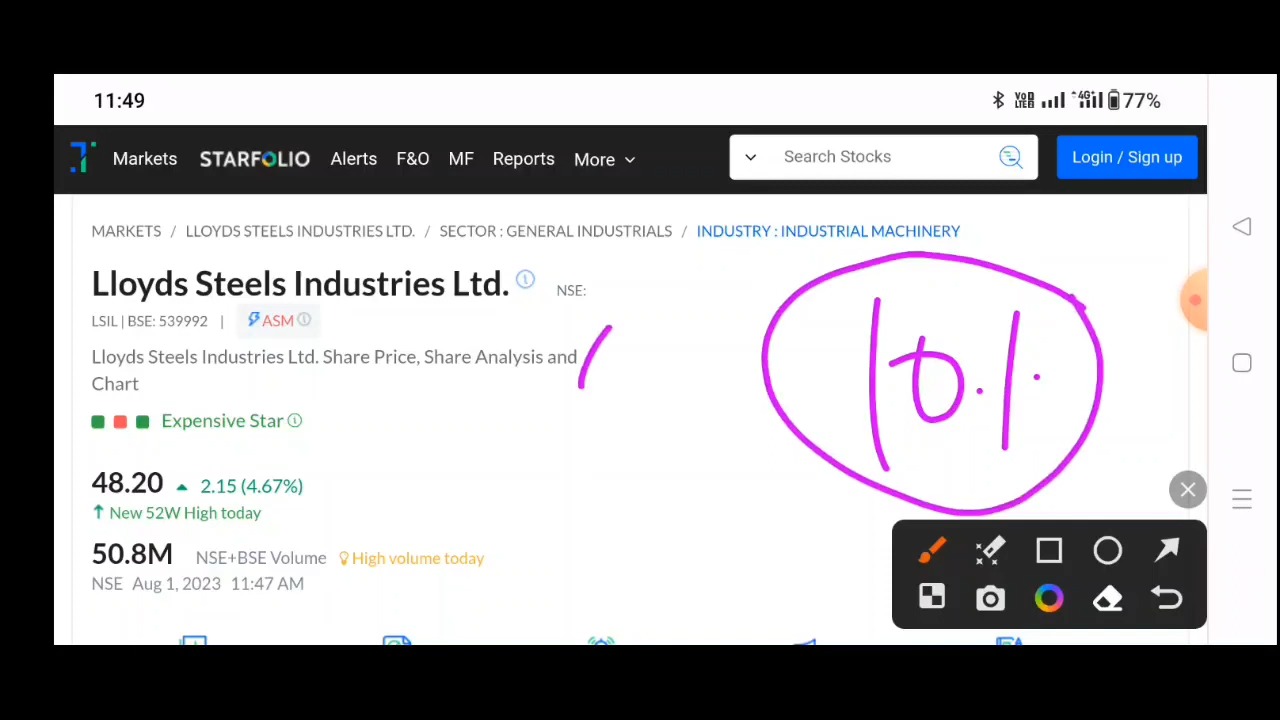 11:49
VoD LTE 4G+ 77%
Markets STARFOLIO Alerts F&O MF Reports More Search Stocks Login / Sign up
MARKETS / LLOYDS STEELS INDUSTRIES LTD. / SECTOR : GENERAL INDUSTRIALS / INDUSTRY : INDUSTRIAL MACHINERY
Lloyds Steels Industries Ltd. NSE:
LSIL | BSE: 539992 | ASM
Lloyds Steels Industries Ltd. Share Price, Share Analysis and
Chart
Expensive Star
48.20 2.15 (4.67%)
New 52W High today
50.8M NSE+BSE Volume High volume today
NSE Aug 1, 2023 11:47 AM